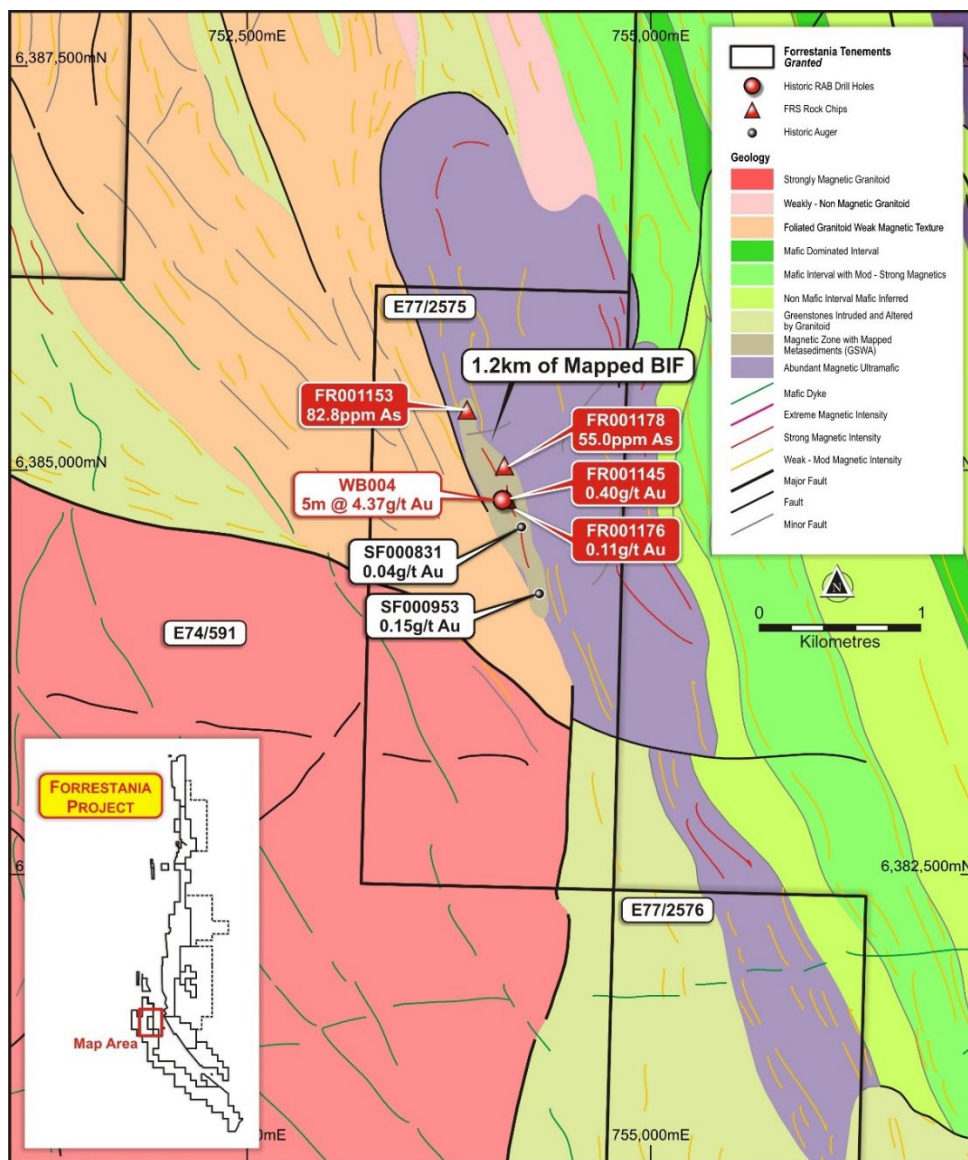 752,500mE
755,000mE
6,387,500mN
Forrestania Tenements
Granted
Historic RAB Drill Holes
FRS Rock Chips
Historic Auger
Geology
Strongly Magnetic Granitoid
Weakly - Non Magnetic Granitoid
Foliated Granitoid Weak Magnetic Texture
Mafic Dominated Interval
Mafic Interval with Mod - Strong Magnetics
Non Mafic Interval Mafic Inferred
Greenstones Intruded and Altered
by Granitoid
Magnetic Zone with Mapped
Metasediments (GSWA)
Abundant Magnetic Ultramafic
Mafic Dyke
Extreme Magnetic Intensity
Strong Magnetic Intensity
Weak - Mod Magnetic Intensity
Major Fault
Fault
Minor Fault
E77/2575
1.2km of Mapped BIF
FR001153
82.8ppm As
FR001178
55.0ppm As
6,385,000mN
WB004
5m @ 4.37g/t Au
FR001145
0.40g/t Au
FR001176
0.11g/t Au
SF000831
0.04g/t Au
SF000953
0.15g/t Au
N
0 1
Kilometres
E74/591
FORRESTANIA
PROJECT
Map Area
6,382,500mN
E77/2576
755,000mE